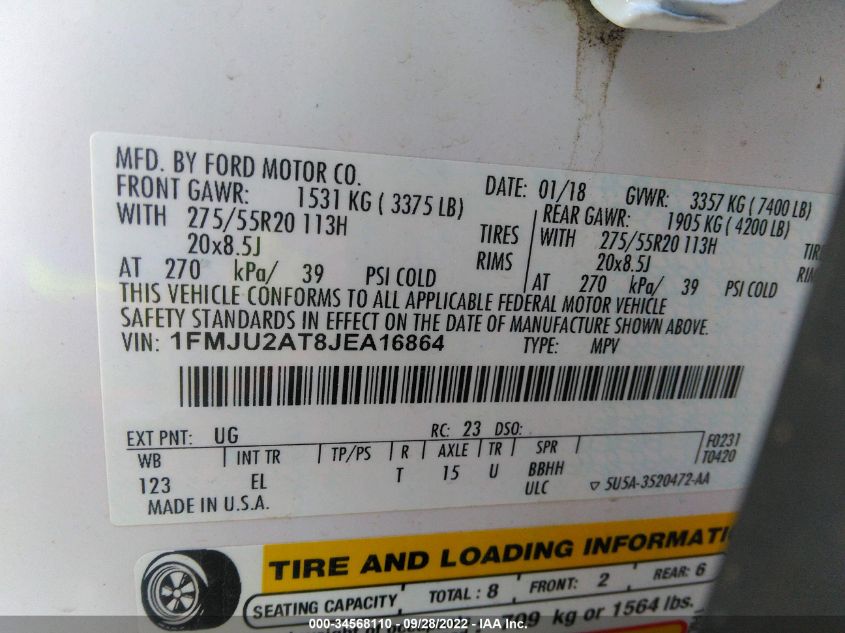 MFD. BY FORD MOTOR CO.
DATE: 01/18 GVWR: 3357 KG ( 7400 LB)
FRONT GAWR: 1531 KG ( 3375 LB)
REAR GAWR: 1905 KG ( 4200 LB)
WITH 275/55R20 113H TIRES
WITH 275/55R20 113H
20x8.5J RIMS
20x8.5J
AT 270 kPa/ 39 PSI COLD
AT 270 kPa/ 39 PSI COLD
THIS VEHICLE CONFORMS TO ALL APPLICABLE FEDERAL MOTOR VEHICLE
SAFETY STANDARDS IN EFFECT ON THE DATE OF MANUFACTURE SHOWN ABOVE.
VIN: 1FMJU2AT8JEA16864 TYPE: MPV
EXT PNT: UG RC: 23 DSO:
WB INT TR TP/PS R AXLE TR SPR
F0231
T0420
123 EL T 15 U BBHH
ULC
MADE IN U.S.A.
▽ 5U5A-3520472-AA
TIRE AND LOADING
SEATING CAPACITY TOTAL : 8 FRONT: 2 REAR: 6
kg or 1564 lbs.
000-34568110 - 09/28/2022 - IAA Inc.